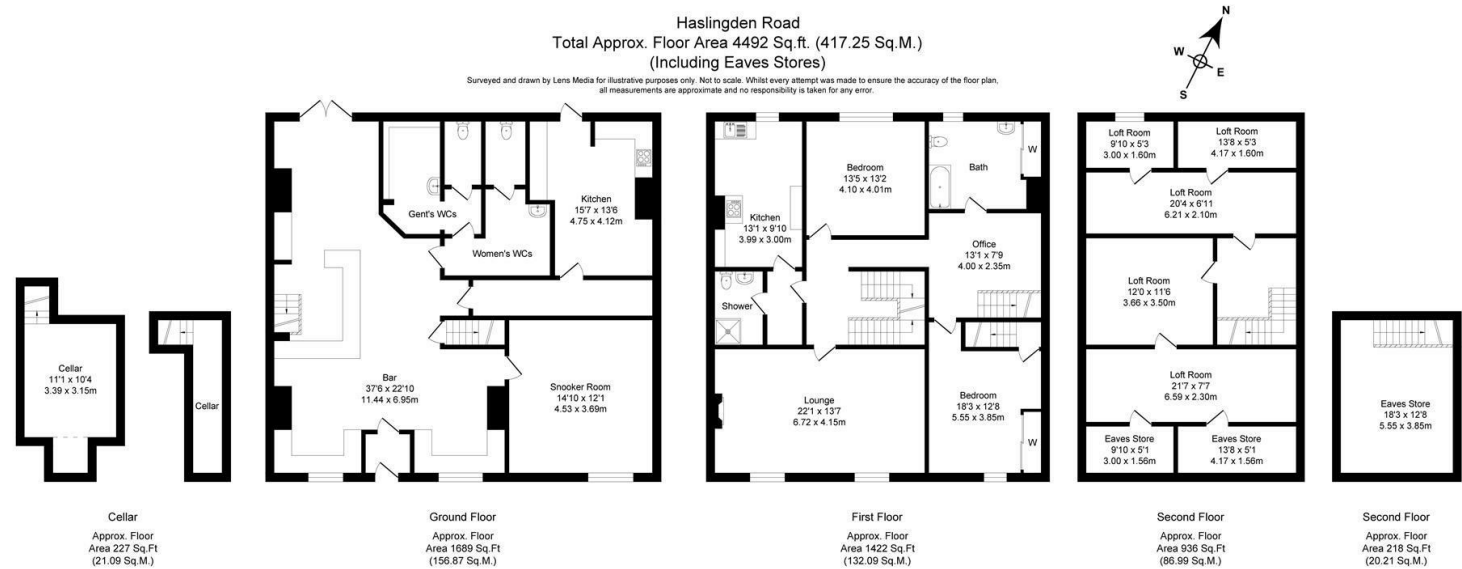 Haslingden Road
Total Approx. Floor Area 4492 Sq.ft. (417.25 Sq.M.)
(Including Eaves Stores)
Surveyed and drawn by Lens Media for illustrative purposes only. Not to scale. Whilst every attempt was made to ensure the accuracy of the floor plan,
all measurements are approximate and no responsibility is taken for any error.
N
W
E
S
Cellar
11'1 x 10'4
3.39 x 3.15m
Cellar
Cellar
Approx. Floor
Area 227 Sq.Ft
(21.09 Sq.M.)
Gent's WCs
Women's WCs
Kitchen
15'7 x 13'6
4.75 x 4.12m
Bar
37'6 x 22'10
11.44 x 6.95m
Snooker Room
14'10 x 12'1
4.53 x 3.69m
Ground Floor
Approx. Floor
Area 1689 Sq.Ft
(156.87 Sq.M.)
Kitchen
13'1 x 9'10
3.99 x 3.00m
Bedroom
13'5 x 13'2
4.10 x 4.01m
Bath
W
Office
13'1 x 7'9
4.00 x 2.35m
Shower
Lounge
22'1 x 13'7
6.72 x 4.15m
Bedroom
18'3 x 12'8
5.55 x 3.85m
W
First Floor
Approx. Floor
Area 1422 Sq.Ft
(132.09 Sq.M.)
Loft Room
9'10 x 5'3
3.00 x 1.60m
Loft Room
13'8 x 5'3
4.17 x 1.60m
Loft Room
20'4 x 6'11
6.21 x 2.10m
Loft Room
12'0 x 11'6
3.66 x 3.50m
Loft Room
21'7 x 7'7
6.59 x 2.30m
Eaves Store
9'10 x 5'1
3.00 x 1.56m
Eaves Store
13'8 x 5'1
4.17 x 1.56m
Second Floor
Approx. Floor
Area 936 Sq.Ft
(86.99 Sq.M.)
Eaves Store
18'3 x 12'8
5.55 x 3.85m
Second Floor
Approx. Floor
Area 218 Sq.Ft
(20.21 Sq.M.)